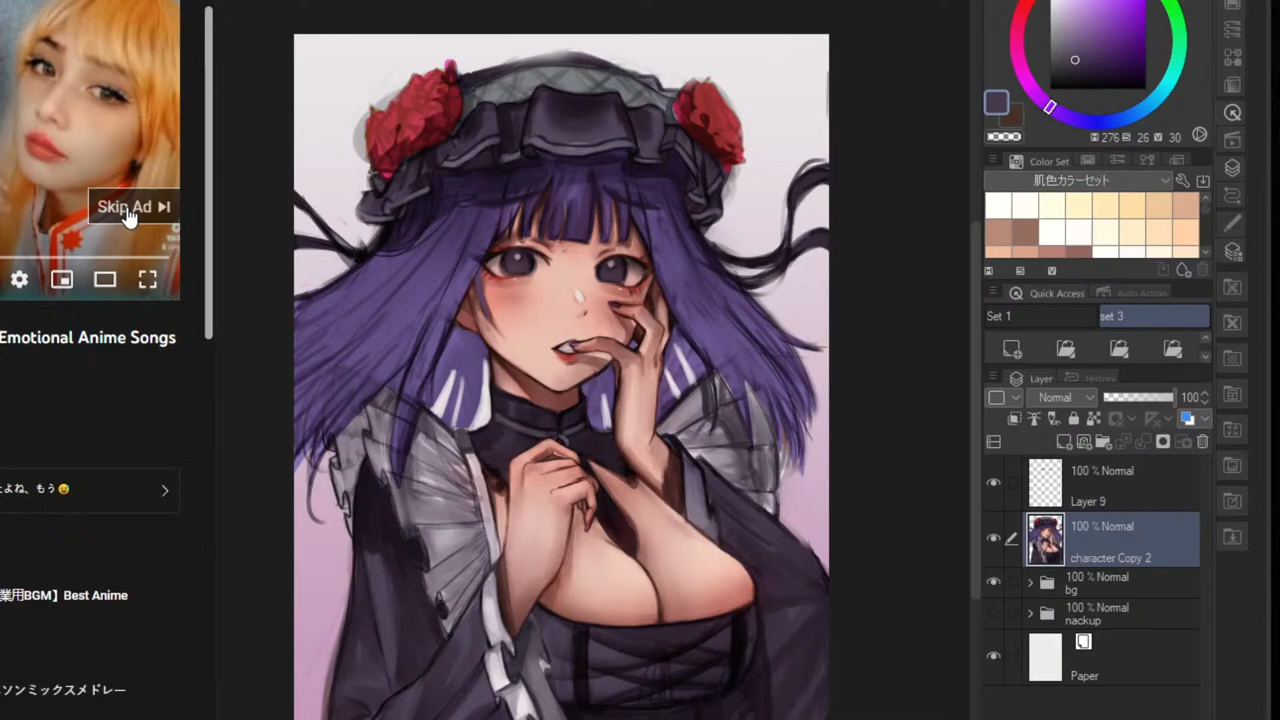 Skip Ad
Emotional Anime Songs
よね、もう😅
業用BGM】Best Anime
ソンミックスメドレー
H 276 S 26 V 30
Color Set
肌色カラーセット
H S V
Quick Access
Auto Action
Set 1
set 3
Layer
History
Normal
100
100 % Normal
Layer 9
100 % Normal
character Copy 2
100 % Normal
bg
100 % Normal
nackup
Paper